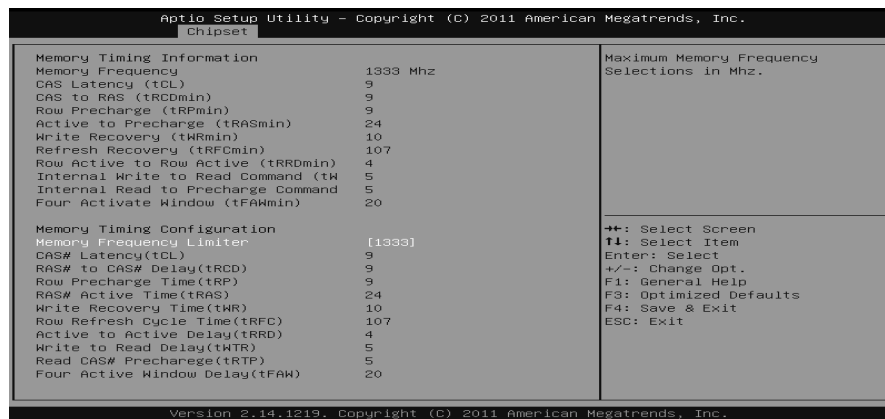 Aptio Setup Utility – Copyright (C) 2011 American Megatrends, Inc.
Chipset
Memory Timing Information
Memory Frequency 1333 Mhz
CAS Latency (tCL) 9
CAS to RAS (tRCDmin) 9
Row Precharge (tRPmin) 9
Active to Precharge (tRASmin) 24
Write Recovery (tWRmin) 10
Refresh Recovery (tRFCmin) 107
Row Active to Row Active (tRRDmin) 4
Internal Write to Read Command (tW 5
Internal Read to Precharge Command 5
Four Activate Window (tFAWmin) 20
Memory Timing Configuration
Memory Frequency Limiter [1333]
CAS# Latency(tCL) 9
RAS# to CAS# Delay(tRCD) 9
Row Precharge Time(tRP) 9
RAS# Active Time(tRAS) 24
Write Recovery Time(tWR) 10
Row Refresh Cycle Time(tRFC) 107
Active to Active Delay(tRRD) 4
Write to Read Delay(tWTR) 5
Read CAS# Precharege(tRTP) 5
Four Active Window Delay(tFAW) 20
Maximum Memory Frequency
Selections in Mhz.
→←: Select Screen
↑↓: Select Item
Enter: Select
+/-: Change Opt.
F1: General Help
F3: Optimized Defaults
F4: Save & Exit
ESC: Exit
Version 2.14.1219. Copyright (C) 2011 American Megatrends, Inc.